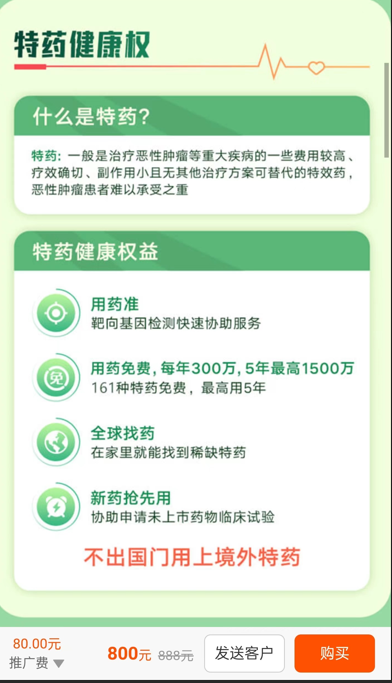 特药健康权
什么是特药?
特药：一般是治疗恶性肿瘤等重大疾病的一些费用较高、
疗效确切、副作用小且无其他治疗方案可替代的特效药，
恶性肿瘤患者难以承受之重
特药健康权益
用药准
靶向基因检测快速协助服务
免
用药免费，每年300万，5年最高1500万
161种特药免费，最高用5年
全球找药
在家里就能找到稀缺特药
新药抢先用
协助申请未上市药物临床试验
不出国门用上境外特药
80.00元
推广费
800元 888元
发送客户
购买